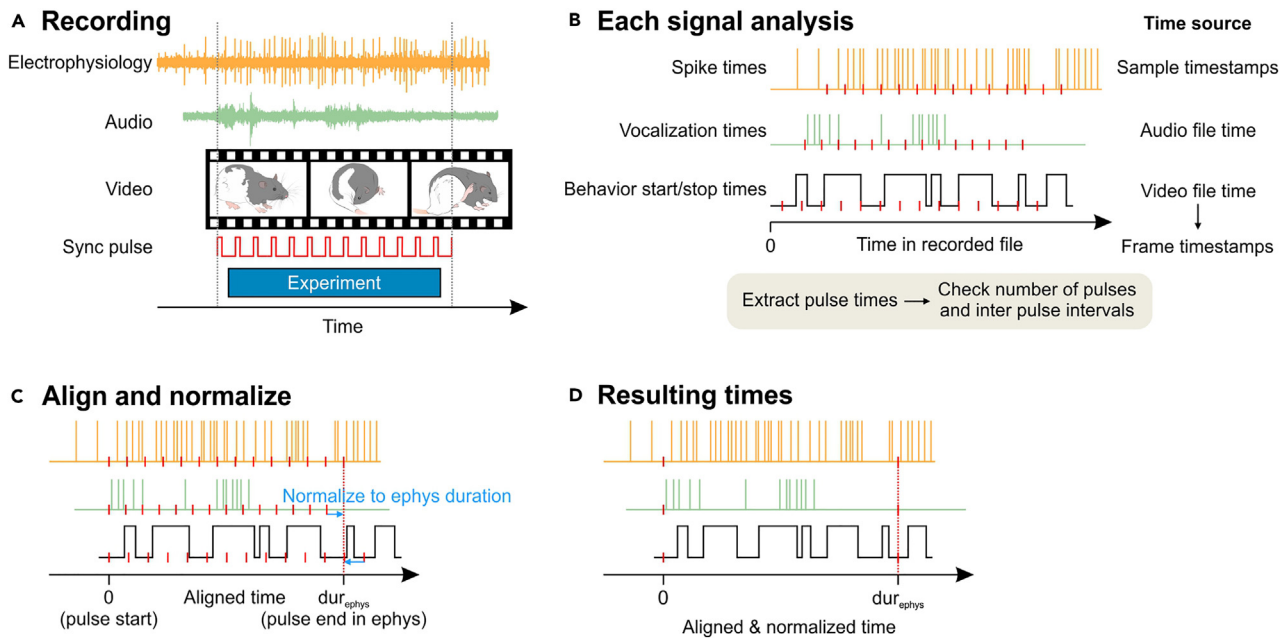 A Recording
Electrophysiology
Audio
Video
Sync pulse
Experiment
Time
B Each signal analysis
Time source
Spike times
Sample timestamps
Vocalization times
Audio file time
Behavior start/stop times
Video file time
Frame timestamps
0
Time in recorded file
Extract pulse times → Check number of pulses
and inter pulse intervals
C Align and normalize
Normalize to ephys duration
0 Aligned time dur_ephys
(pulse start) (pulse end in ephys)
D Resulting times
0 dur_ephys
Aligned & normalized time